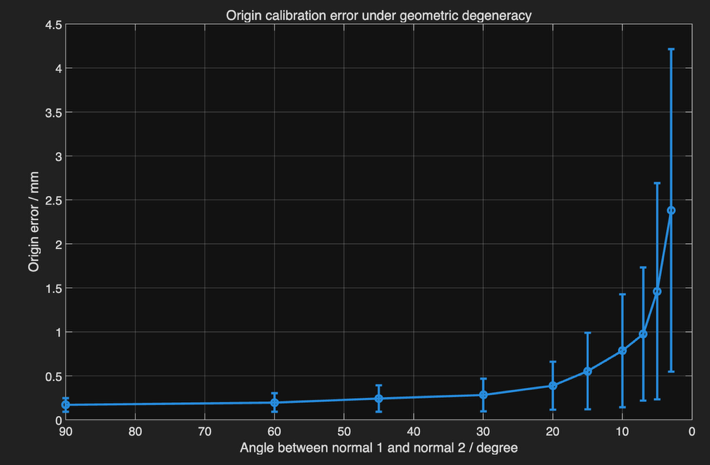 Origin calibration error under geometric degeneracy
4.5
4
3.5
3
2.5
2
1.5
1
0.5
0
Origin error / mm
90 80 70 60 50 40 30 20 10 0
Angle between normal 1 and normal 2 / degree